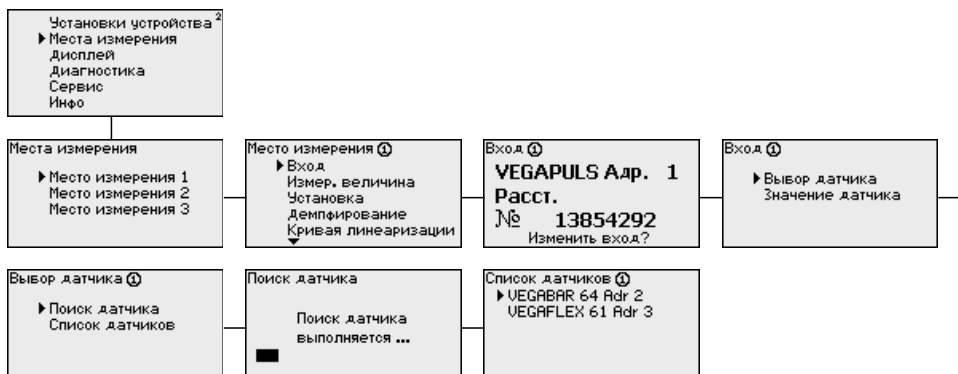 Установки устройства 2
Места измерения
Дисплей
Диагностика
Сервис
Инфо
Места измерения
Место измерения 1
Место измерения 2
Место измерения 3
Место измерения ①
Вход
Измер. величина
Установка
Демпфирование
Кривая линеаризации
Вход ①
VEGAPULS Адр. 1
Расст.
№ 13854292
Изменить вход?
Вход ①
Выбор датчика
Значение датчика
Выбор датчика ①
Поиск датчика
Список датчиков
Поиск датчика
Поиск датчика
выполняется ...
Список датчиков ①
VEGABAR 64 Adr 2
VEGAFLEX 61 Adr 3